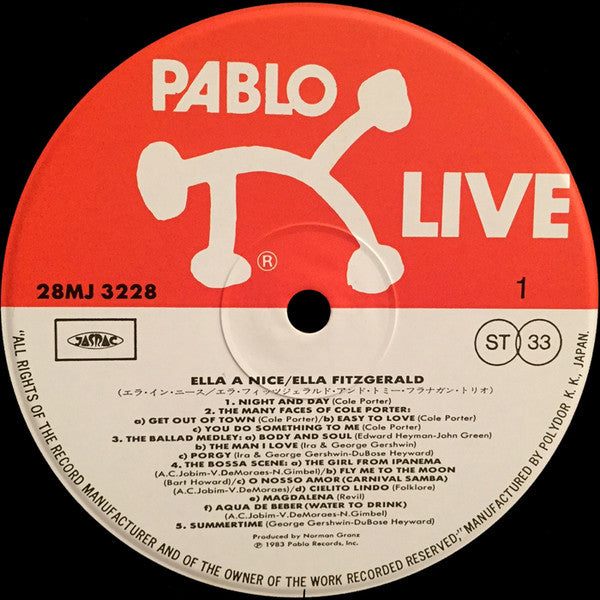 PABLO
LIVE
®
28MJ 3228
1
JASRAC
ST 33
ELLA A NICE/ELLA FITZGERALD
(エラ・イン・ニース/エラ・フィッツジェラルド・アンド・トミー・フラナガン・トリオ)
1. NIGHT AND DAY (Cole Porter)
2. THE MANY FACES OF COLE PORTER:
a) GET OUT OF TOWN (Cole Porter)/b) EASY TO LOVE (Cole Porter)
c) YOU DO SOMETHING TO ME (Cole Porter)
3. THE BALLAD MEDLEY: a) BODY AND SOUL (Edward Heyman-John Green)
b) THE MAN I LOVE (Ira & George Gershwin)
c) PORGY (Ira & George Gershwin-DuBose Heyward)
4. THE BOSSA SCENE: a) THE GIRL FROM IPANEMA
(A.C.Jobim-V.DeMoraes-N.Gimbel)/b) FLY ME TO THE MOON
(Bart Howard)/c) O NOSSO AMOR (CARNIVAL SAMBA)
(A.C.Jobim-V.DeMoraes-N.Gimbel)/d) CIELITO LINDO (Folklore)
e) MAGDALENA (Revil)
f) AQUA DE BEBER (WATER TO DRINK)
(A.C.Jobim-V.DeMoraes-N.Gimbel)
5. SUMMERTIME (George Gershwin-DuBose Heyward)
Produced by Norman Granz
℗ 1983 Pablo Records, Inc.
"ALL RIGHTS OF THE RECORD MANUFACTURER AND OF THE OWNER OF THE WORK RECORDED RESERVED;" MANUFACTURED BY POLYDOR K. K., JAPAN.